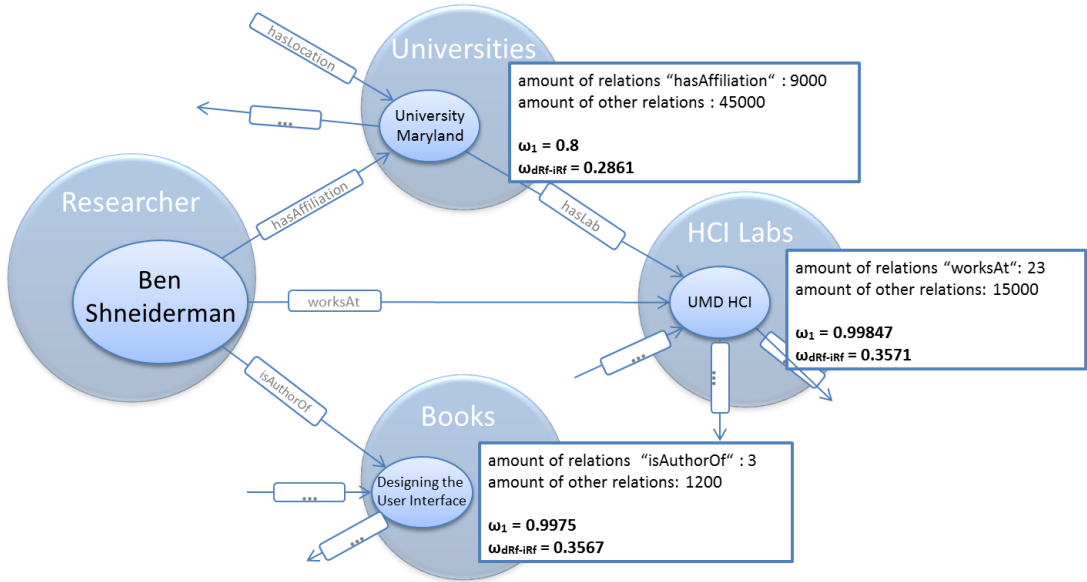 Universities
hasLocation
amount of relations “hasAffiliation“ : 9000
amount of other relations : 45000
ω1 = 0.8
ωdRf-iRf = 0.2861
University
Maryland
...
Researcher
hasAffiliation
hasLab
HCI Labs
Ben
Shneiderman
worksAt
UMD HCI
amount of relations “worksAt“: 23
amount of other relations: 15000
ω1 = 0.99847
ωdRf-iRf = 0.3571
...
...
...
isAuthorOf
Books
amount of relations “isAuthorOf“ : 3
amount of other relations: 1200
ω1 = 0.9975
ωdRf-iRf = 0.3567
Designing the
User Interface
...
...